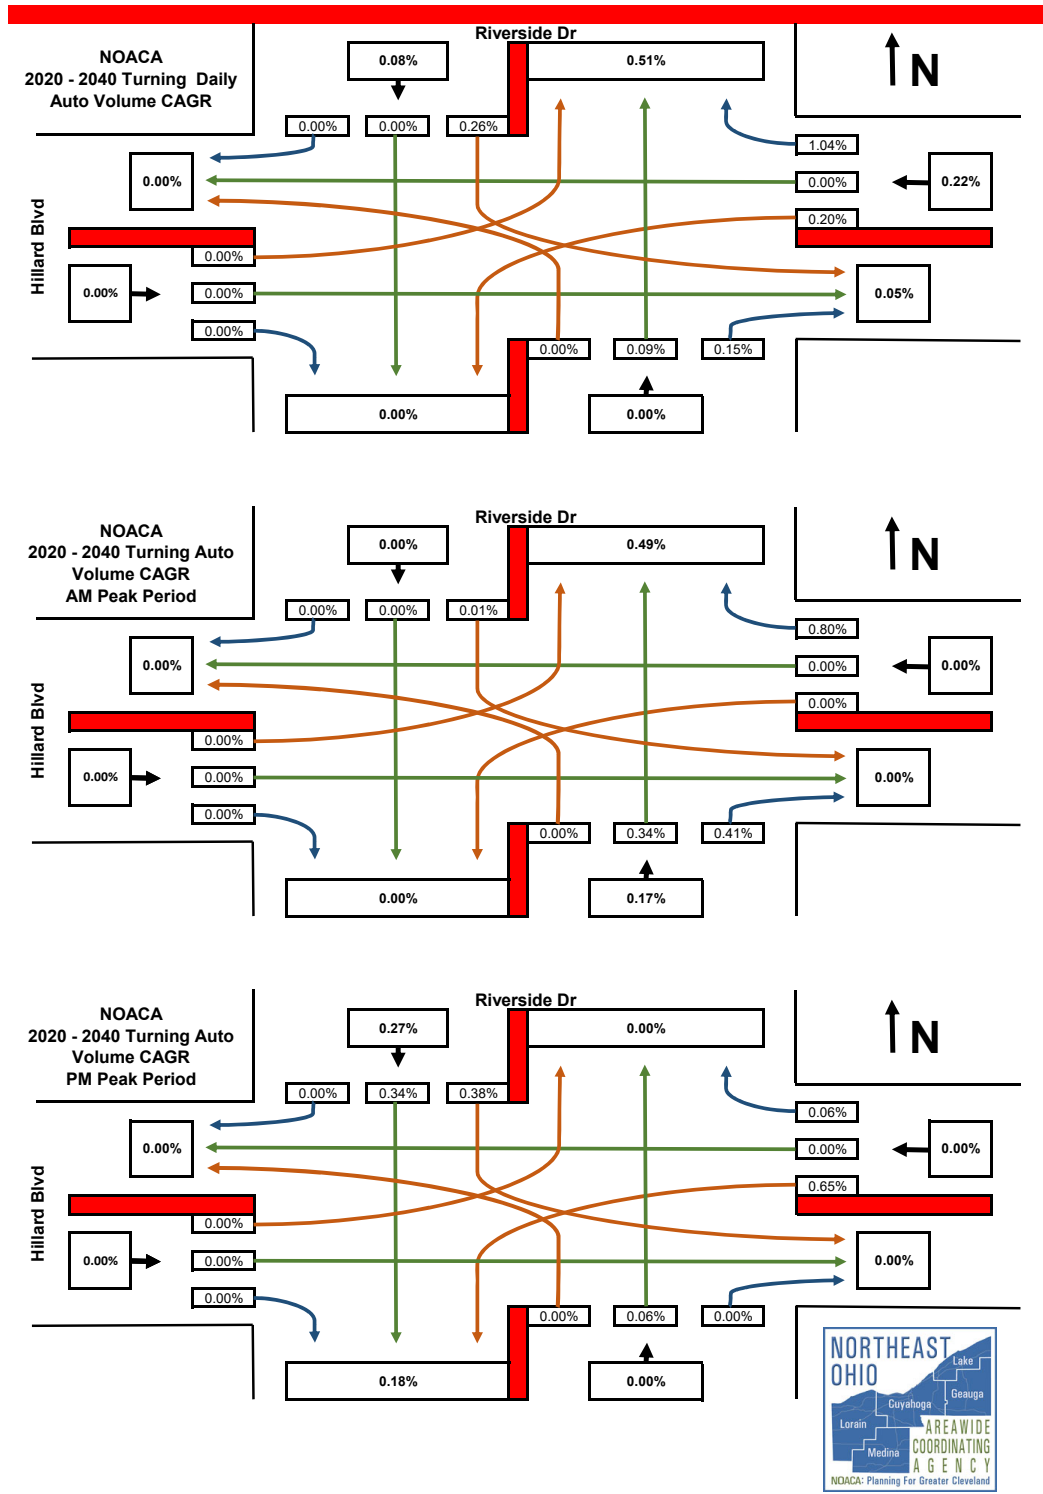 Riverside Dr
NOACA
2020 - 2040 Turning Daily
Auto Volume CAGR
0.08%
0.51%
N
0.00%
0.00%
0.26%
1.04%
0.00%
0.00%
0.22%
0.20%
Hillard Blvd
0.00%
0.00%
0.00%
0.05%
0.00%
0.00%
0.09%
0.15%
0.00%
0.00%
Riverside Dr
NOACA
2020 - 2040 Turning Auto
Volume CAGR
AM Peak Period
0.00%
0.49%
N
0.00%
0.00%
0.01%
0.80%
0.00%
0.00%
0.00%
0.00%
Hillard Blvd
0.00%
0.00%
0.00%
0.00%
0.00%
0.00%
0.34%
0.41%
0.00%
0.17%
Riverside Dr
NOACA
2020 - 2040 Turning Auto
Volume CAGR
PM Peak Period
0.27%
0.00%
N
0.00%
0.34%
0.38%
0.06%
0.00%
0.00%
0.00%
0.65%
Hillard Blvd
0.00%
0.00%
0.00%
0.00%
0.00%
0.00%
0.06%
0.00%
0.18%
0.00%
NORTHEAST
OHIO
Lake
Geauga
Cuyahoga
Lorain
Medina
AREAWIDE
COORDINATING
AGENCY
NOACA: Planning For Greater Cleveland